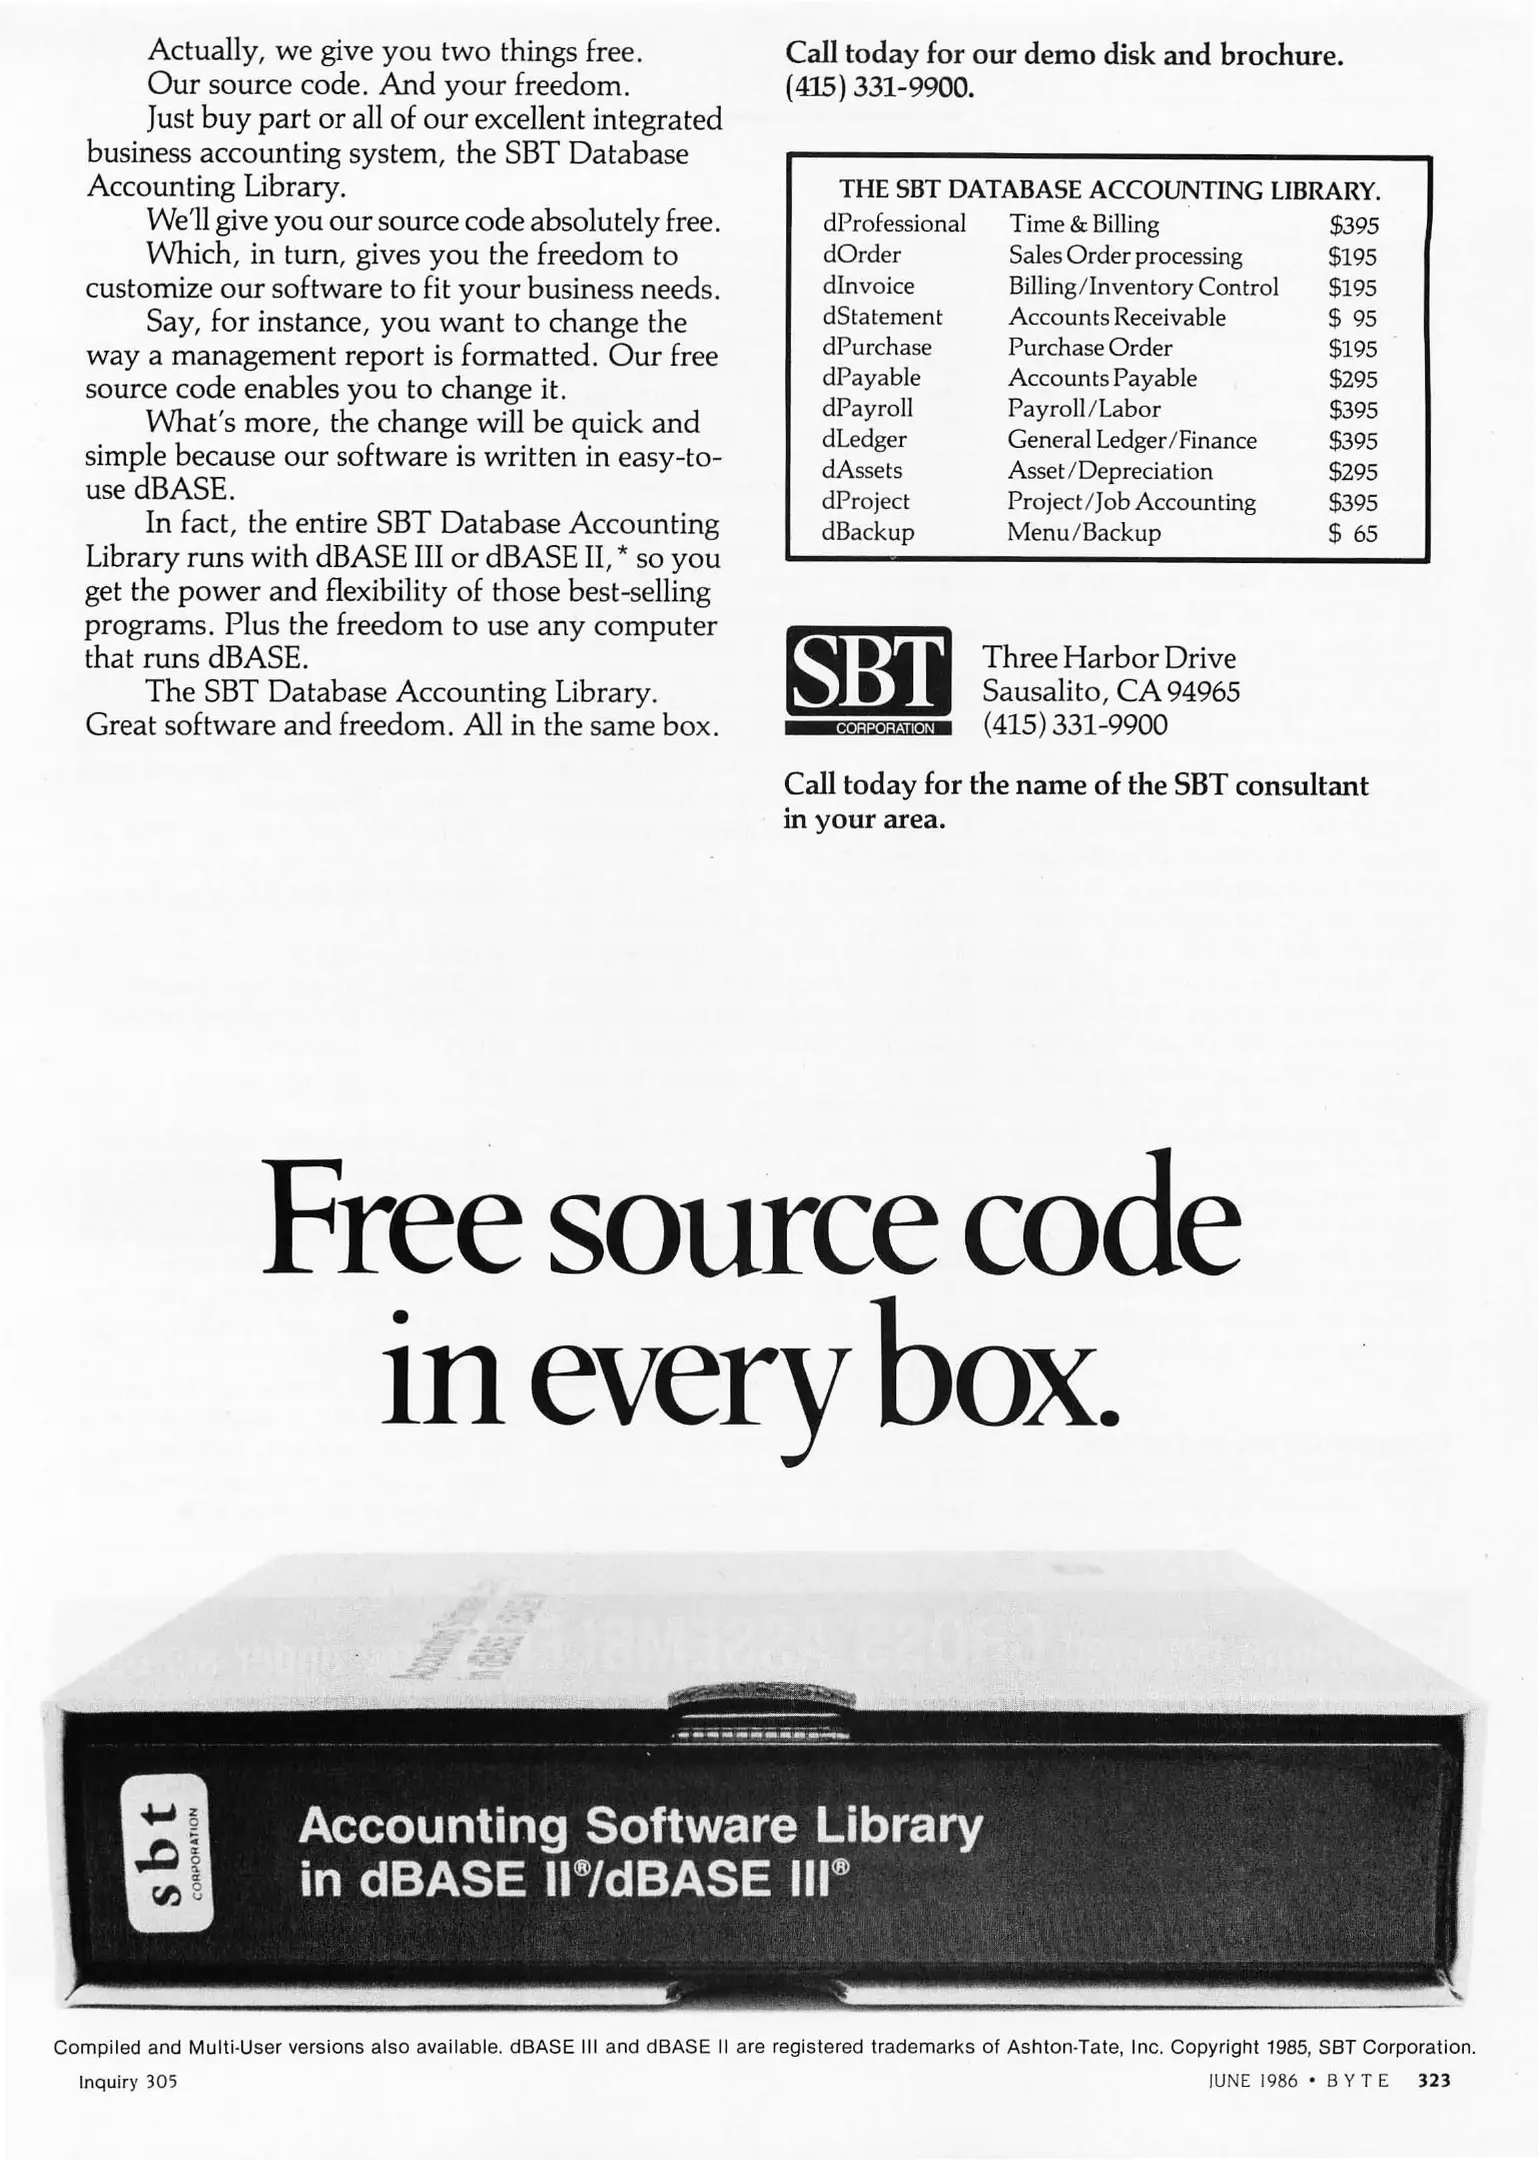 Actually, we give you two things free.
Our source code. And your freedom.
Just buy part or all of our excellent integrated
business accounting system, the SBT Database
Accounting Library.
We'll give you our source code absolutely free.
Which, in turn, gives you the freedom to
customize our software to fit your business needs.
Say, for instance, you want to change the
way a management report is formatted. Our free
source code enables you to change it.
What's more, the change will be quick and
simple because our software is written in easy-to-
use dBASE.
In fact, the entire SBT Database Accounting
Library runs with dBASE III or dBASE II,* so you
get the power and flexibility of those best-selling
programs. Plus the freedom to use any computer
that runs dBASE.
The SBT Database Accounting Library.
Great software and freedom. All in the same box.
Call today for our demo disk and brochure.
(415) 331-9900.
THE SBT DATABASE ACCOUNTING LIBRARY.
dProfessional Time & Billing $395
dOrder Sales Order processing $195
dInvoice Billing/Inventory Control $195
dStatement Accounts Receivable $ 95
dPurchase Purchase Order $195
dPayable Accounts Payable $295
dPayroll Payroll/Labor $395
dLedger General Ledger/Finance $395
dAssets Asset/Depreciation $295
dProject Project/Job Accounting $395
dBackup Menu/Backup $ 65
SBT
CORPORATION
Three Harbor Drive
Sausalito, CA 94965
(415) 331-9900
Call today for the name of the SBT consultant
in your area.
Free source code
in every box.
Accounting Software Library
in dBASE II®/dBASE III®
sbt
CORPORATION
Compiled and Multi-User versions also available. dBASE III and dBASE II are registered trademarks of Ashton-Tate, Inc. Copyright 1985, SBT Corporation.
Inquiry 305
JUNE 1986 • BYTE 323